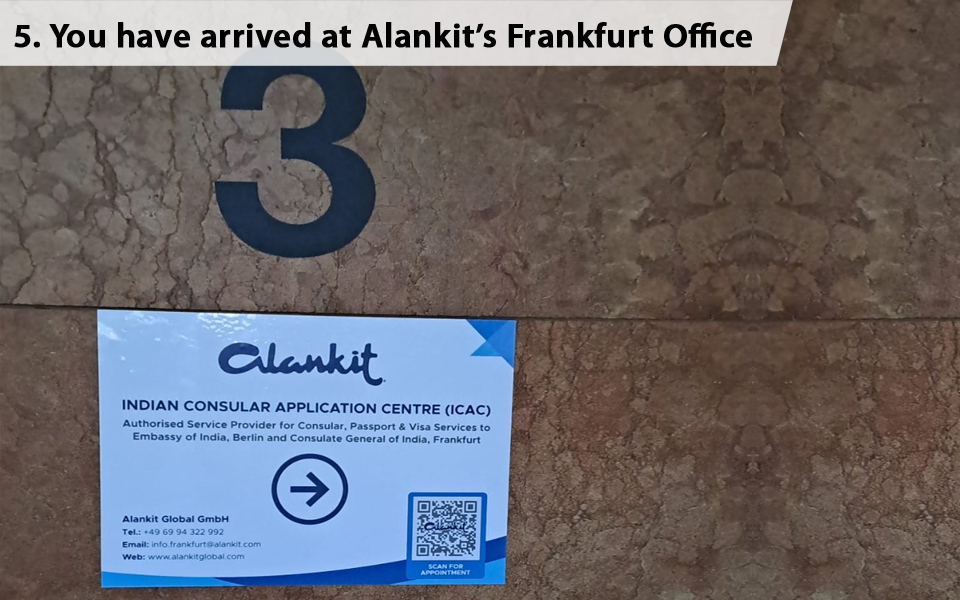 5. You have arrived at Alankit’s Frankfurt Office
3
Alankit
INDIAN CONSULAR APPLICATION CENTRE (ICAC)
Authorised Service Provider for Consular, Passport & Visa Services to
Embassy of India, Berlin and Consulate General of India, Frankfurt
Alankit Global GmbH
Tel.: +49 69 94 322 992
Email: info.frankfurt@alankit.com
Web: www.alankitglobal.com
Alankit
SCAN FOR
APPOINTMENT